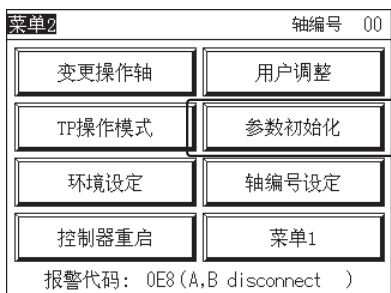 菜单2 轴编号 00
变更操作轴 用户调整
TP操作模式 参数初始化
环境设定 轴编号设定
控制器重启 菜单1
报警代码: 0E8(A,B disconnect )